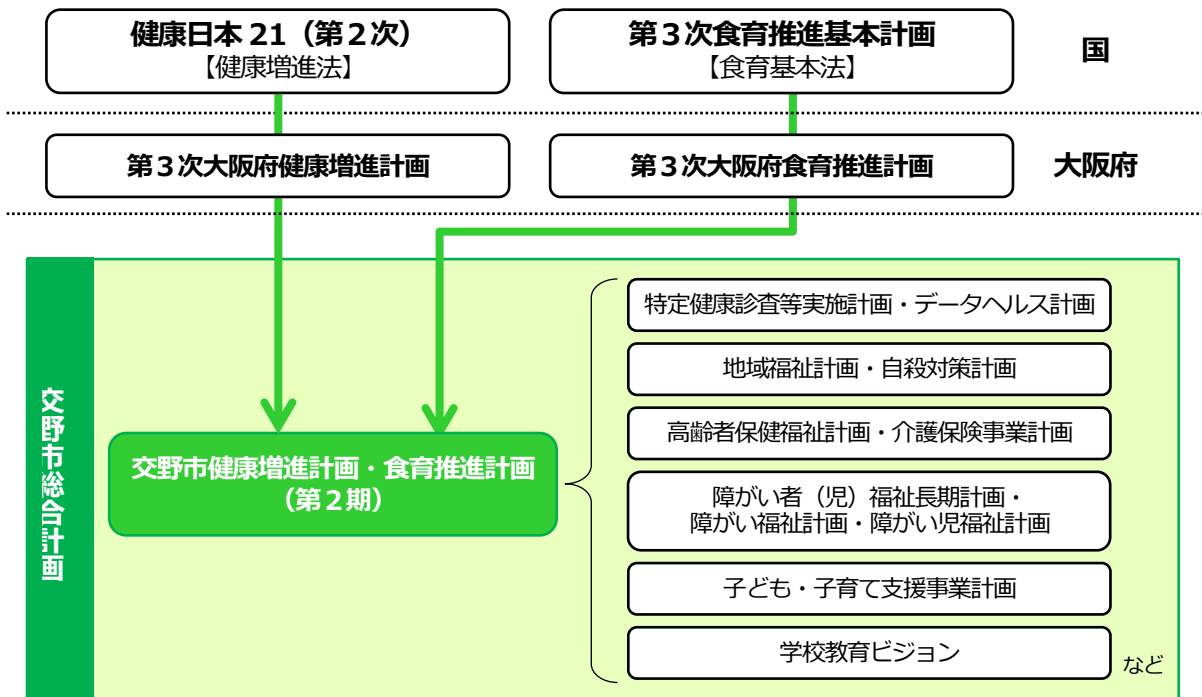 健康日本21（第２次）
【健康増進法】
第３次食育推進基本計画
【食育基本法】
国
第３次大阪府健康増進計画
第３次大阪府食育推進計画
大阪府
交野市総合計画
交野市健康増進計画・食育推進計画
（第２期）
特定健康診査等実施計画・データヘルス計画
地域福祉計画・自殺対策計画
高齢者保健福祉計画・介護保険事業計画
障がい者（児）福祉長期計画・
障がい福祉計画・障がい児福祉計画
子ども・子育て支援事業計画
学校教育ビジョン
など